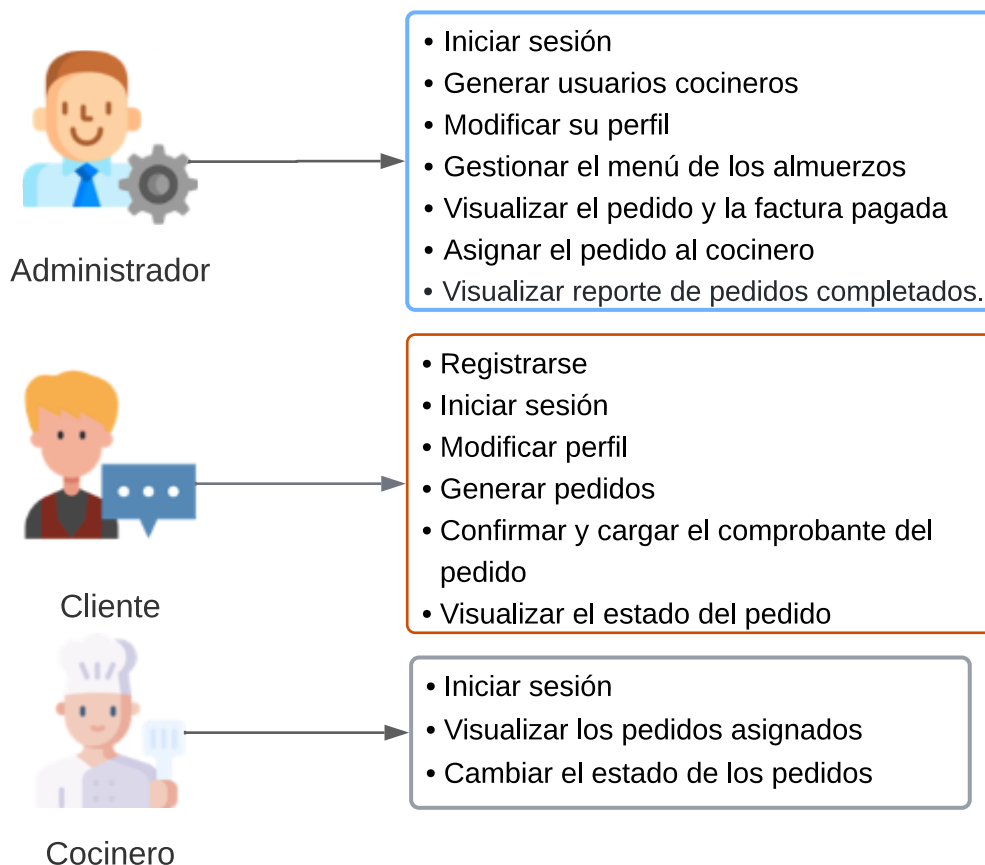 • Iniciar sesión
• Generar usuarios cocineros
• Modificar su perfil
• Gestionar el menú de los almuerzos
• Visualizar el pedido y la factura pagada
• Asignar el pedido al cocinero
• Visualizar reporte de pedidos completados.
Administrador
• Registrarse
• Iniciar sesión
• Modificar perfil
• Generar pedidos
• Confirmar y cargar el comprobante del
pedido
• Visualizar el estado del pedido
Cliente
• Iniciar sesión
• Visualizar los pedidos asignados
• Cambiar el estado de los pedidos
Cocinero